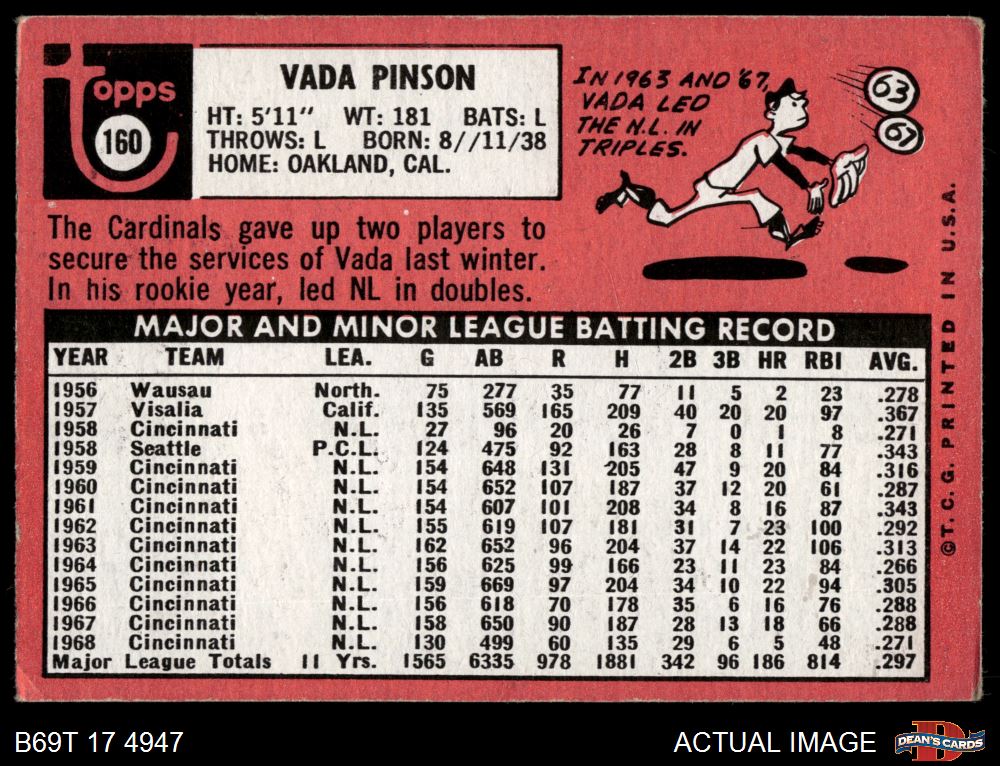 topps
160
VADA PINSON
HT: 5'11" WT: 181 BATS: L
THROWS: L BORN: 8//11/38
HOME: OAKLAND, CAL.
IN 1963 AND '67,
VADA LED
THE N.L. IN
TRIPLES.
63
67
The Cardinals gave up two players to
secure the services of Vada last winter.
In his rookie year, led NL in doubles.
MAJOR AND MINOR LEAGUE BATTING RECORD
YEAR TEAM LEA. G AB R H 2B 3B HR RBI AVG.
1956 Wausau North. 75 277 35 77 11 5 2 23 .278
1957 Visalia Calif. 135 569 165 209 40 20 20 97 .367
1958 Cincinnati N.L. 27 96 20 26 7 0 1 8 .271
1958 Seattle P.C.L. 124 475 92 163 28 8 11 77 .343
1959 Cincinnati N.L. 154 648 131 205 47 9 20 84 .316
1960 Cincinnati N.L. 154 652 107 187 37 12 20 61 .287
1961 Cincinnati N.L. 154 607 101 208 34 8 16 87 .343
1962 Cincinnati N.L. 155 619 107 181 31 7 23 100 .292
1963 Cincinnati N.L. 162 652 96 204 37 14 22 106 .313
1964 Cincinnati N.L. 156 625 99 166 23 11 23 84 .266
1965 Cincinnati N.L. 159 669 97 204 34 10 22 94 .305
1966 Cincinnati N.L. 156 618 70 178 35 6 16 76 .288
1967 Cincinnati N.L. 158 650 90 187 28 13 18 66 .288
1968 Cincinnati N.L. 130 499 60 135 29 6 5 48 .271
Major League Totals 11 Yrs. 1565 6335 978 1881 342 96 186 814 .297
©T.C.G. PRINTED IN U.S.A.
B69T 17 4947
ACTUAL IMAGE
DEAN'S CARDS